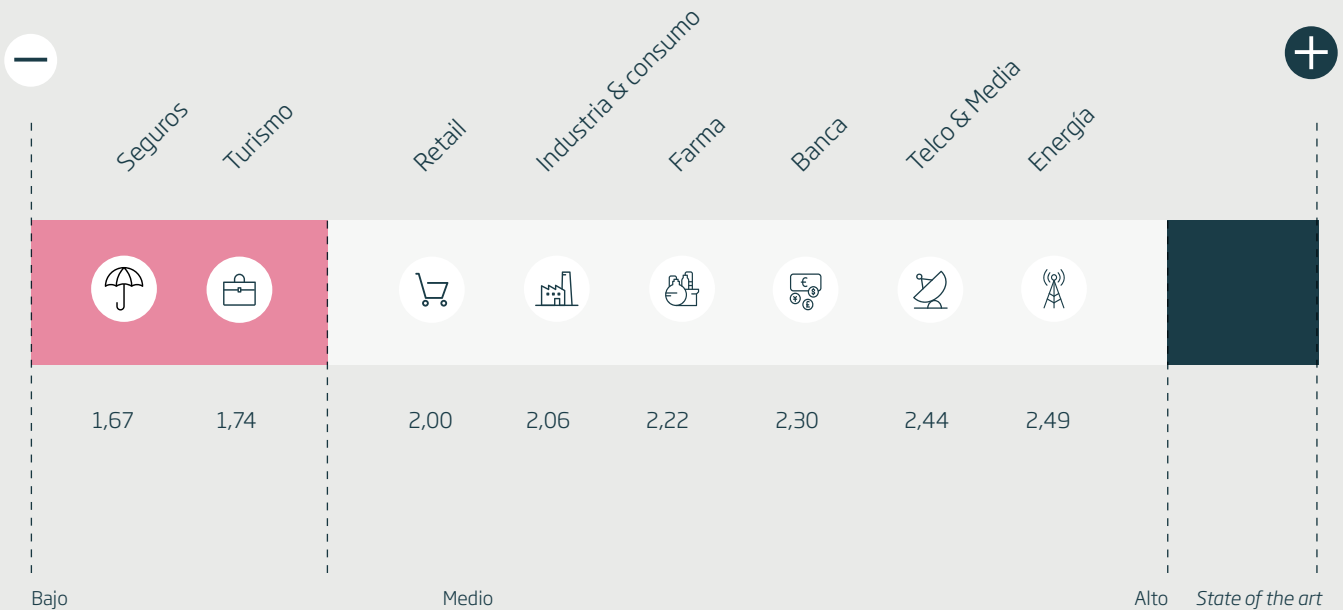 Seguros
Turismo
Retail
Industria & consumo
Farma
Banca
Telco & Media
Energía
1,67
1,74
2,00
2,06
2,22
2,30
2,44
2,49
Bajo
Medio
Alto
State of the art